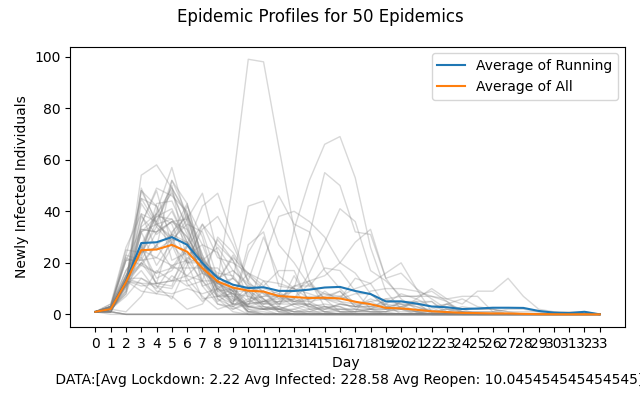 Epidemic Profiles for 50 Epidemics
Average of Running
Average of All
100
80
60
40
20
0
Newly Infected Individuals
0 1 2 3 4 5 6 7 8 9 10 11 12 13 14 15 16 17 18 19 20 21 22 23 24 25 26 27 28 29 30 31 32 33
Day
DATA:[Avg Lockdown: 2.22 Avg Infected: 228.58 Avg Reopen: 10.045454545454545]